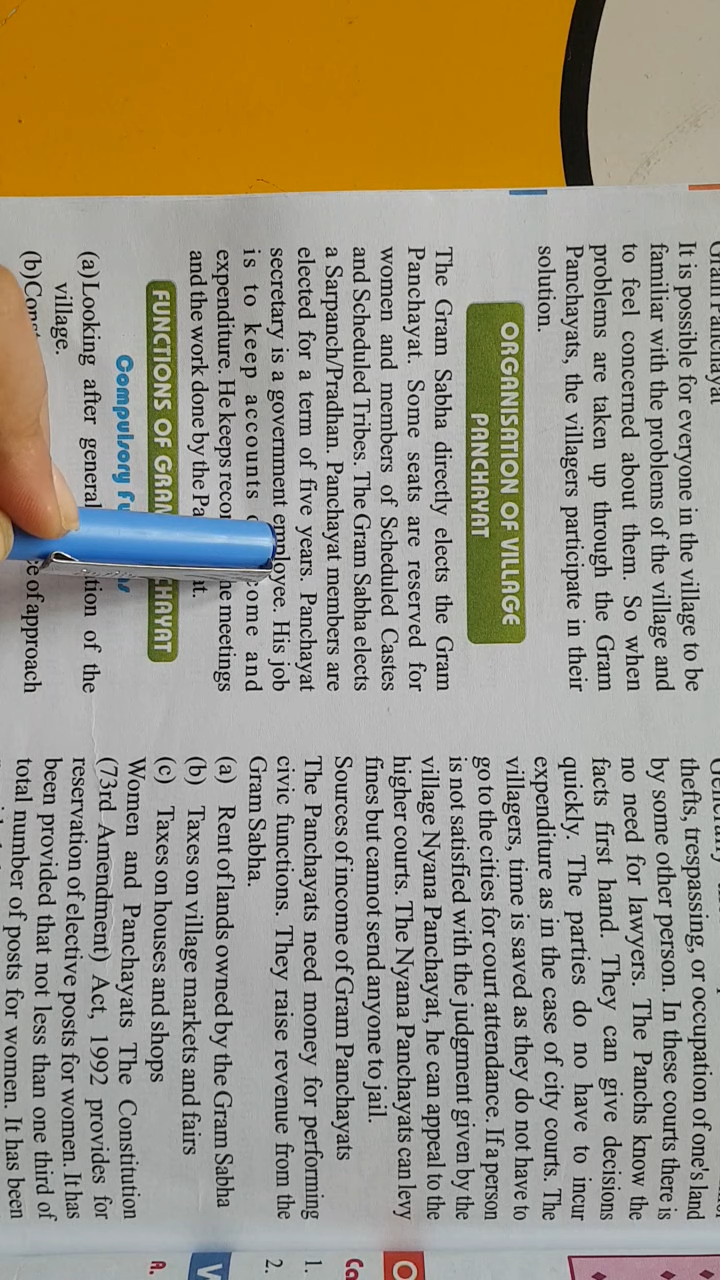 Gram Panchayat
It is possible for everyone in the village to be
familiar with the problems of the village and
to feel concerned about them. So when
problems are taken up through the Gram
Panchayats, the villagers participate in their
solution.
ORGANISATION OF VILLAGE
PANCHAYAT
The Gram Sabha directly elects the Gram
Panchayat. Some seats are reserved for
women and members of Scheduled Castes
and Scheduled Tribes. The Gram Sabha elects
a Sarpanch/Pradhan. Panchayat members are
elected for a term of five years. Panchayat
secretary is a government employee. His job
is to keep accounts and
expenditure. He keeps meetings
and the work done by the
FUNCTIONS OF GRAM
Compulsory
(a) Looking after general of the
village.
(b) of approach
thefts, trespassing, or occupation of one's land
by some other person. In these courts there is
no need for lawyers. The Panchs know the
facts first hand. They can give decisions
quickly. The parties do no have to incur
expenditure as in the case of city courts. The
villagers, time is saved as they do not have to
go to the cities for court attendance. If a person
is not satisfied with the judgment given by the
village Nyana Panchayat, he can appeal to the
higher courts. The Nyana Panchayats can levy
fines but cannot send anyone to jail.
Sources of income of Gram Panchayats
The Panchayats need money for performing
civic functions. They raise revenue from the
Gram Sabha.
(a) Rent of lands owned by the Gram Sabha
(b) Taxes on village markets and fairs
(c) Taxes on houses and shops
Women and Panchayats The Constitution
(73rd Amendment) Act, 1992 provides for
reservation of elective posts for women. It has
been provided that not less than one third of
total number of posts for women. It has been
1.
2.
A.